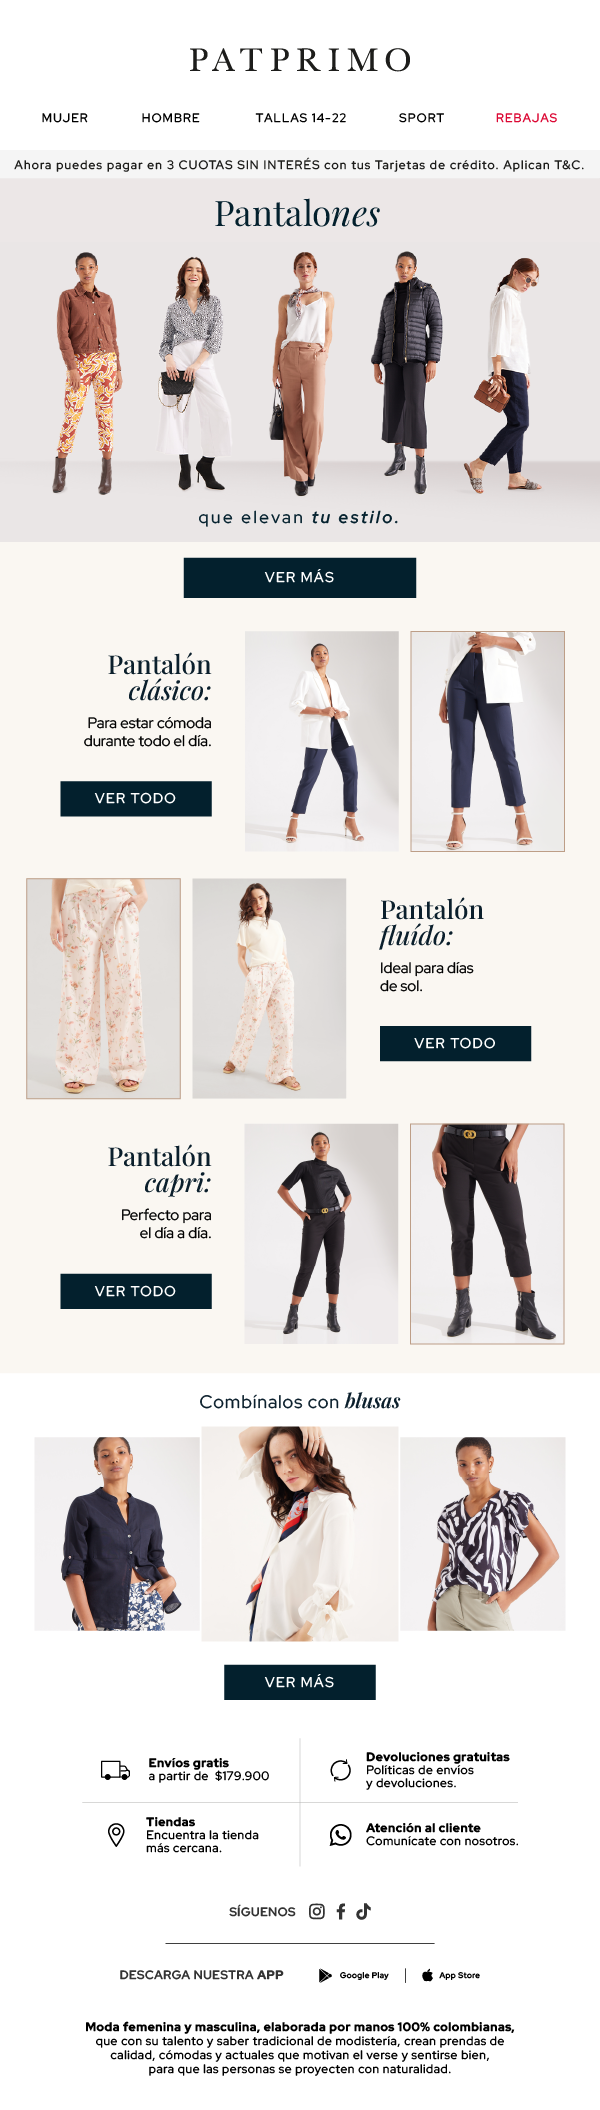 PATPRIMO
MUJER HOMBRE TALLAS 14-22 SPORT REBAJAS
Ahora puedes pagar en 3 CUOTAS SIN INTERÉS con tus Tarjetas de crédito. Aplican T&C.
Pantalones
que elevan tu estilo.
VER MÁS
Pantalón
clásico:
Para estar cómoda
durante todo el día.
VER TODO
Pantalón
fluído:
Ideal para días
de sol.
VER TODO
Pantalón
capri:
Perfecto para
el día a día.
VER TODO
Combínalos con blusas
VER MÁS
Envíos gratis
a partir de $179.900
Devoluciones gratuitas
Políticas de envíos
y devoluciones.
Tiendas
Encuentra la tienda
más cercana.
Atención al cliente
Comunícate con nosotros.
SÍGUENOS
DESCARGA NUESTRA APP Google Play App Store
Moda femenina y masculina, elaborada por manos 100% colombianas,
que con su talento y saber tradicional de modistería, crean prendas de
calidad, cómodas y actuales que motivan el verse y sentirse bien,
para que las personas se proyecten con naturalidad.